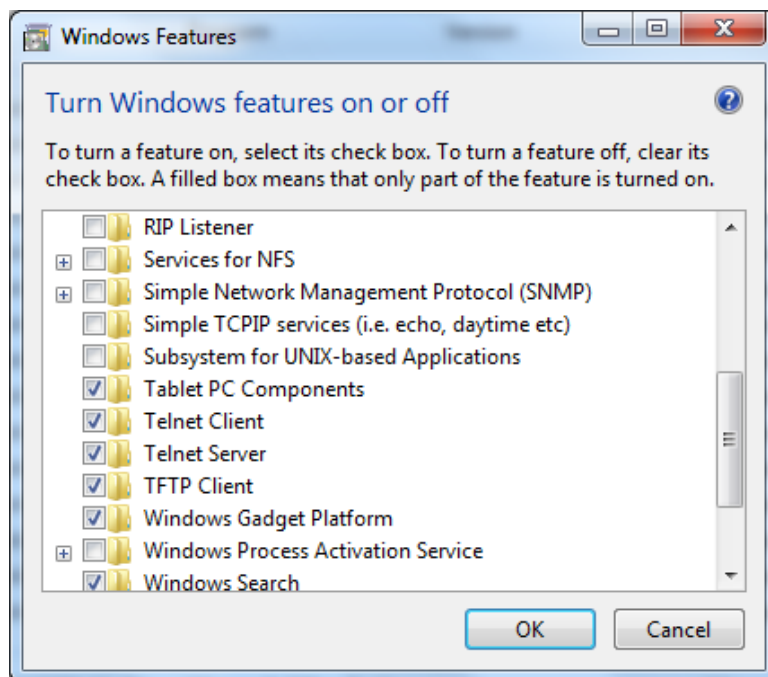 Windows Features
Turn Windows features on or off
To turn a feature on, select its check box. To turn a feature off, clear its
check box. A filled box means that only part of the feature is turned on.
RIP Listener
Services for NFS
Simple Network Management Protocol (SNMP)
Simple TCPIP services (i.e. echo, daytime etc)
Subsystem for UNIX-based Applications
Tablet PC Components
Telnet Client
Telnet Server
TFTP Client
Windows Gadget Platform
Windows Process Activation Service
Windows Search
OK Cancel